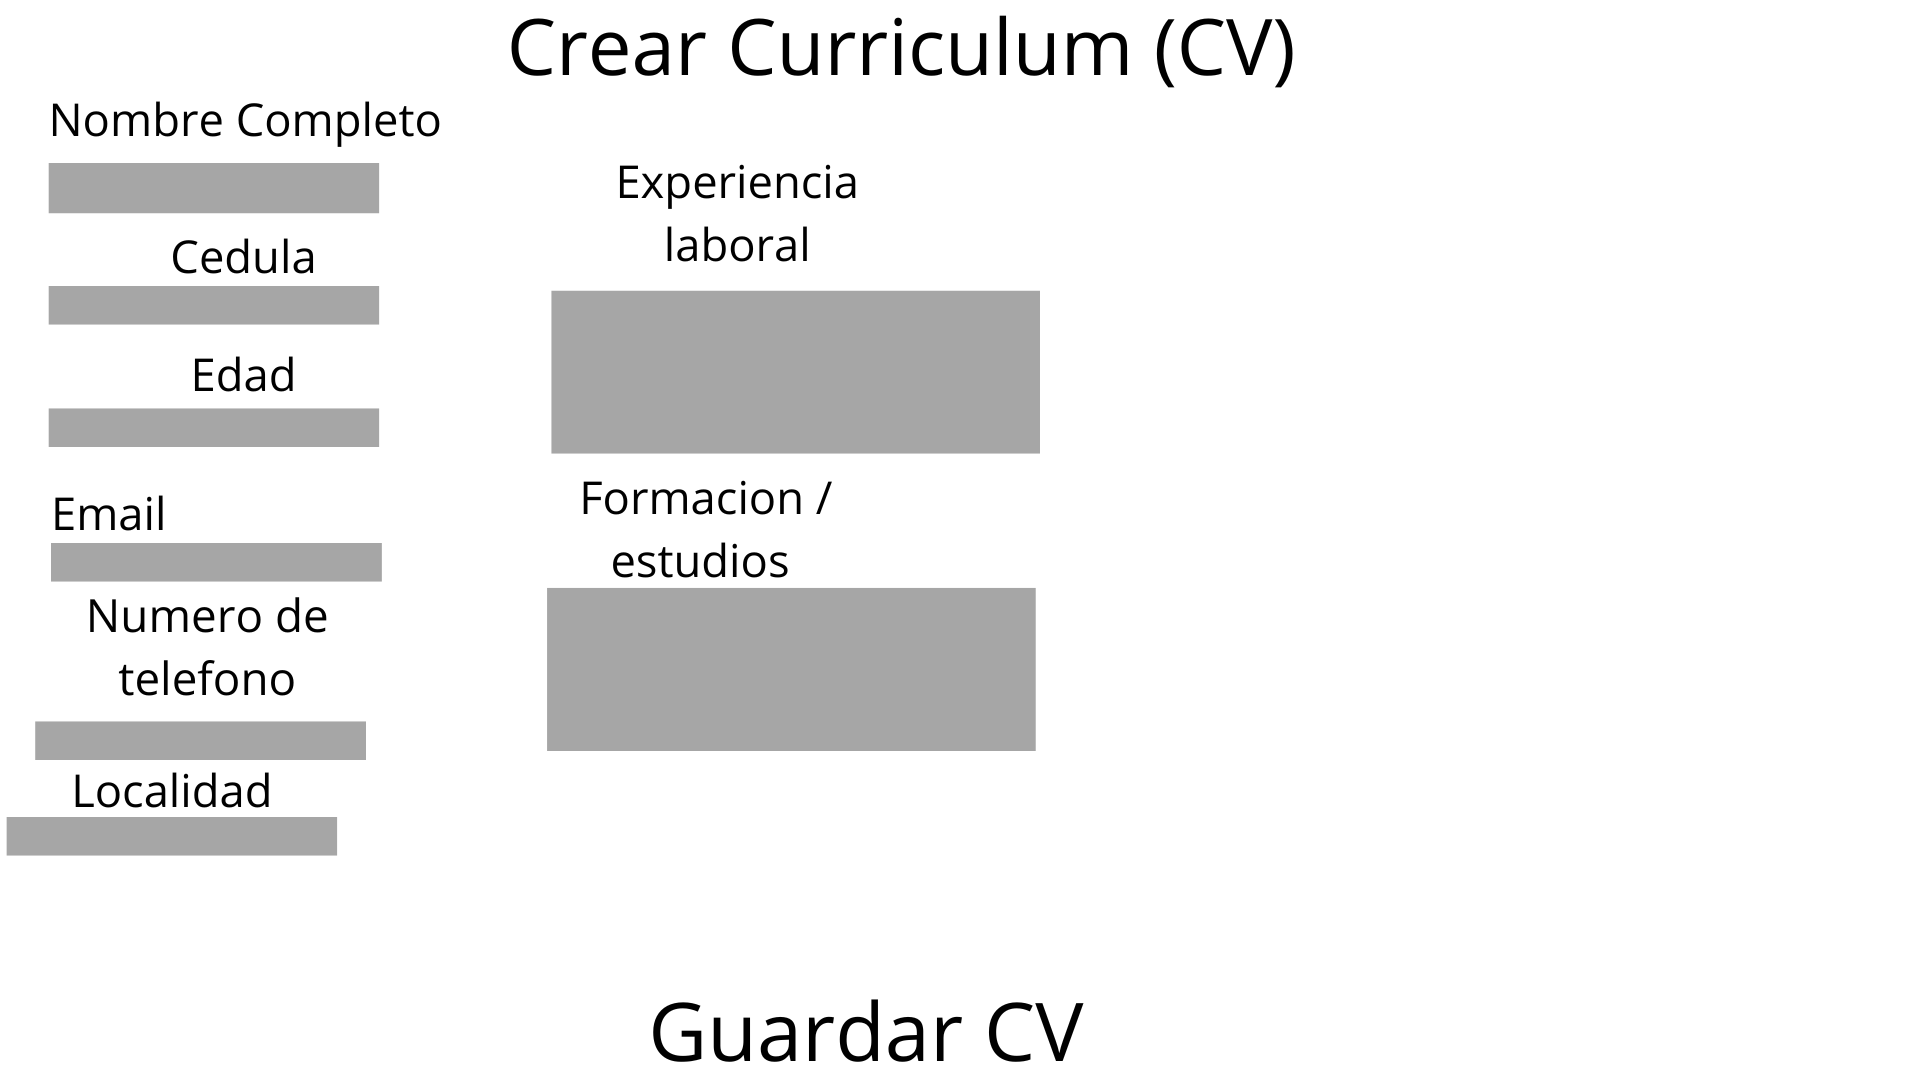 Crear Curriculum (CV)
Nombre Completo
Cedula
Edad
Email
Numero de
telefono
Localidad
Experiencia
laboral
Formacion /
estudios
Guardar CV